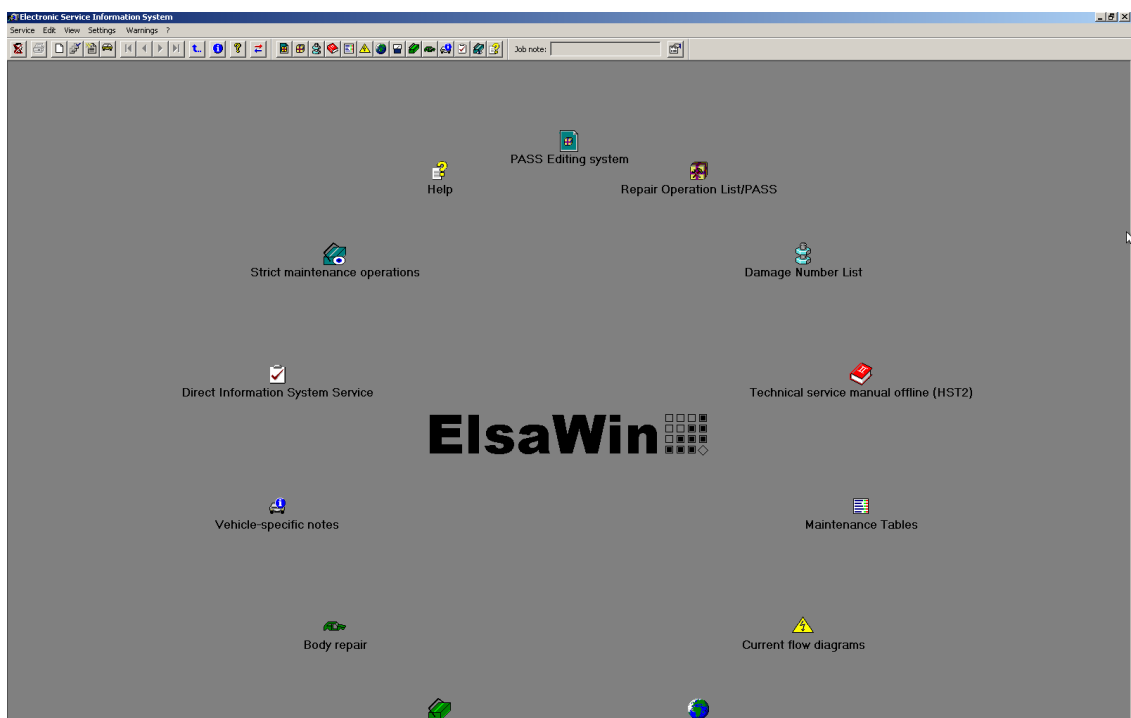 Electronic Service Information System
Service Edit View Settings Warnings ?
Job note:
PASS Editing system
Help
Repair Operation List/PASS
Strict maintenance operations
Damage Number List
Direct Information System Service
Technical service manual offline (HST2)
ElsaWin
Vehicle-specific notes
Maintenance Tables
Body repair
Current flow diagrams